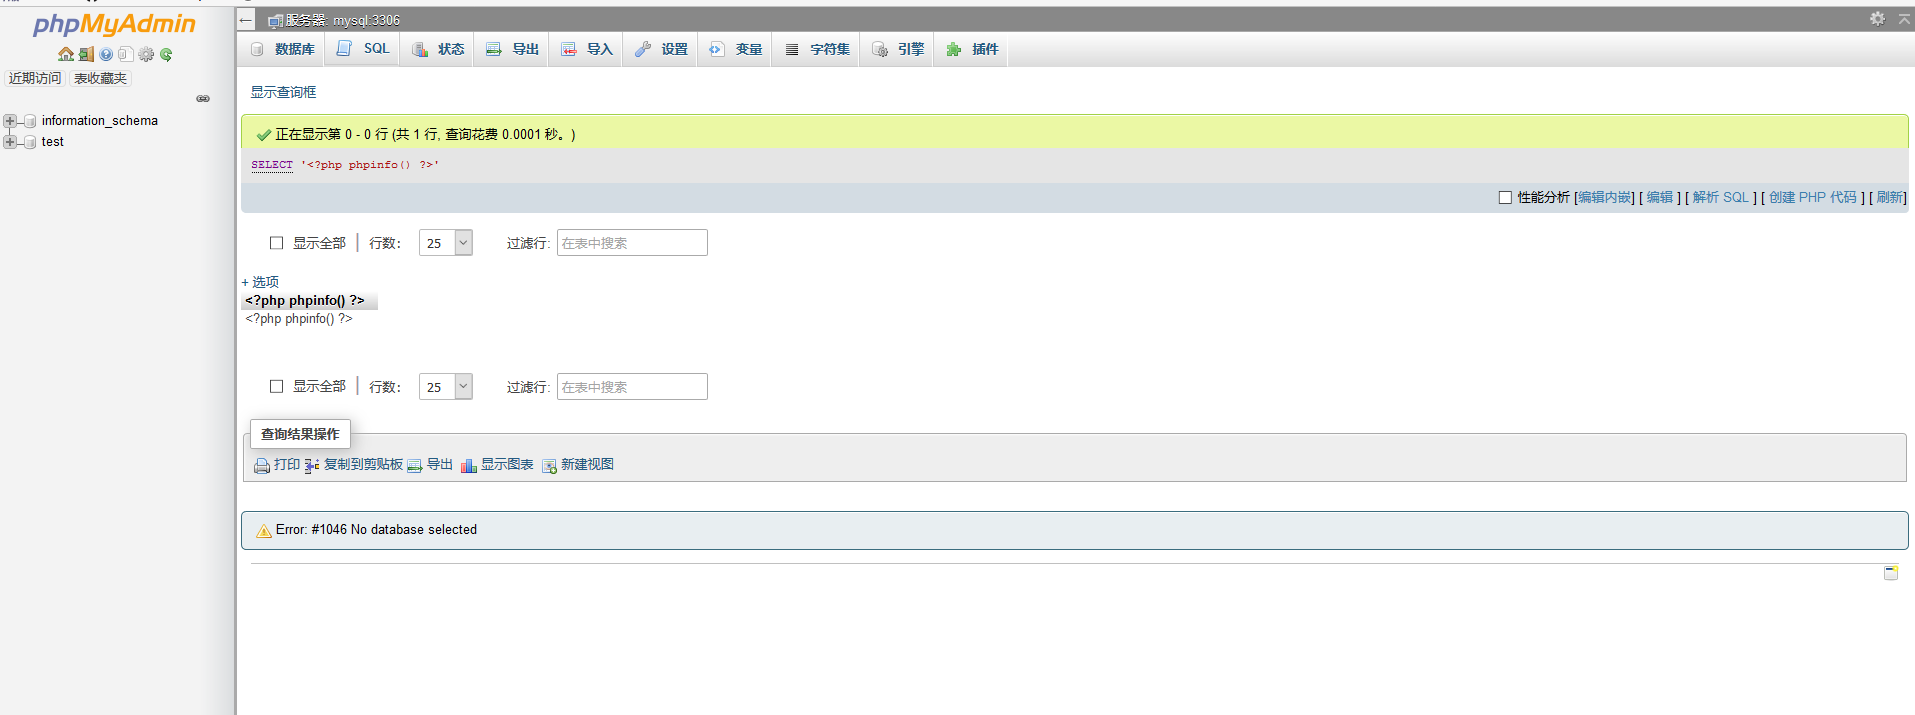 phpMyAdmin
近期访问 表收藏夹
information_schema
test
服务器: mysql:3306
数据库 SQL 状态 导出 导入 设置 变量 字符集 引擎 插件
显示查询框
正在显示第 0 - 0 行 (共 1 行, 查询花费 0.0001 秒。)
SELECT '<?php phpinfo() ?>'
性能分析 [编辑内嵌] [ 编辑 ] [ 解析 SQL ] [ 创建 PHP 代码 ] [ 刷新]
显示全部 | 行数: 25 过滤行: 在表中搜索
+ 选项
<?php phpinfo() ?>
<?php phpinfo() ?>
显示全部 | 行数: 25 过滤行: 在表中搜索
查询结果操作
打印 复制到剪贴板 导出 显示图表 新建视图
Error: #1046 No database selected